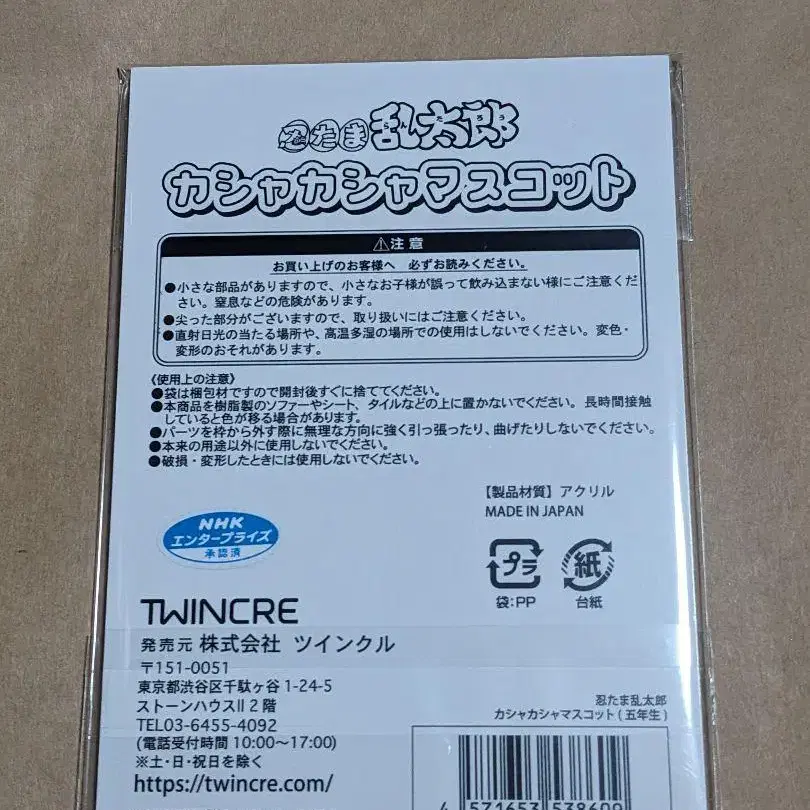 忍たま乱太郎
カシャカシャマスコット
⚠注意
お買い上げのお客様へ 必ずお読みください。
●小さな部品がありますので、小さなお子様が誤って飲み込まない様にご注意くだ
さい。窒息などの危険があります。
●尖った部分がございますので、取り扱いにはご注意ください。
●直射日光の当たる場所や、高温多湿の場所での使用はしないでください。変色・
変形のおそれがあります。
《使用上の注意》
●袋は梱包材ですので開封後すぐに捨ててください。
●本商品を樹脂製のソファーやシート、タイルなどの上に置かないでください。長時間接触
していると色が移る場合があります。
●パーツを枠から外す際に無理な方向に強く引っ張ったり、曲げたりしないでください。
●本来の用途以外に使用しないでください。
●破損・変形したときには使用しないでください。
【製品材質】アクリル
MADE IN JAPAN
NHK
エンタープライズ
承認済
プラ
紙
袋:PP
台紙
TWINCRE
発売元 株式会社 ツインクル
〒151-0051
東京都渋谷区千駄ヶ谷 1-24-5
ストーンハウスⅡ 2 階
TEL03-6455-4092
(電話受付時間 10:00〜17:00)
※土・日・祝日を除く
https://twincre.com/
忍たま乱太郎
カシャカシャマスコット(五年生)
4 571653 538600